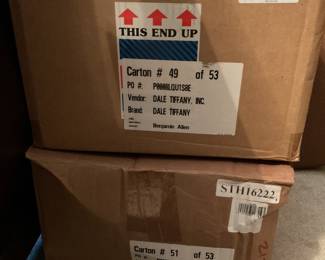 THIS END UP
Carton # 49 of 53
PO #:
Vendor: DALE TIFFANY, INC.
Brand: DALE TIFFANY
Benjamin Allen
STH16222
Carton # 51 of 53